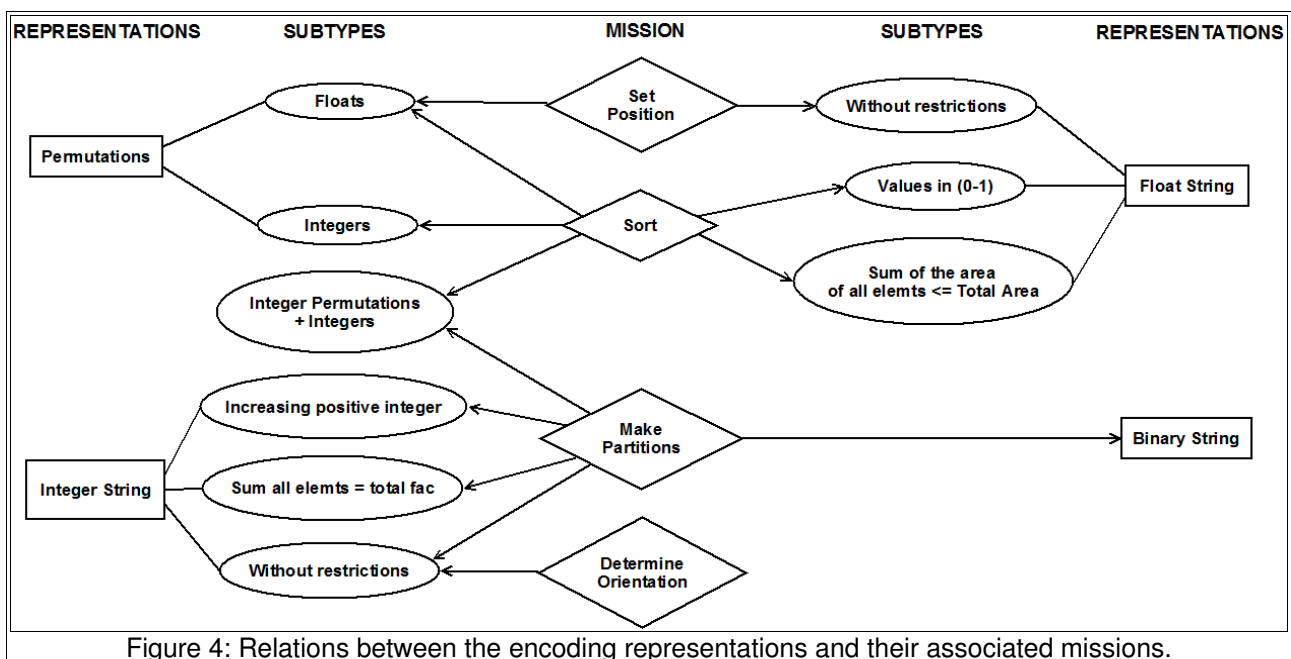 REPRESENTATIONS SUBTYPES MISSION SUBTYPES REPRESENTATIONS
Floats
Set
Position
Without restrictions
Permutations
Values in (0-1)
Float String
Integers
Sort
Sum of the area
of all elemts <= Total Area
Integer Permutations
+ Integers
Increasing positive integer
Make
Partitions
Binary String
Integer String
Sum all elemts = total fac
Without restrictions
Determine
Orientation
Figure 4: Relations between the encoding representations and their associated missions.